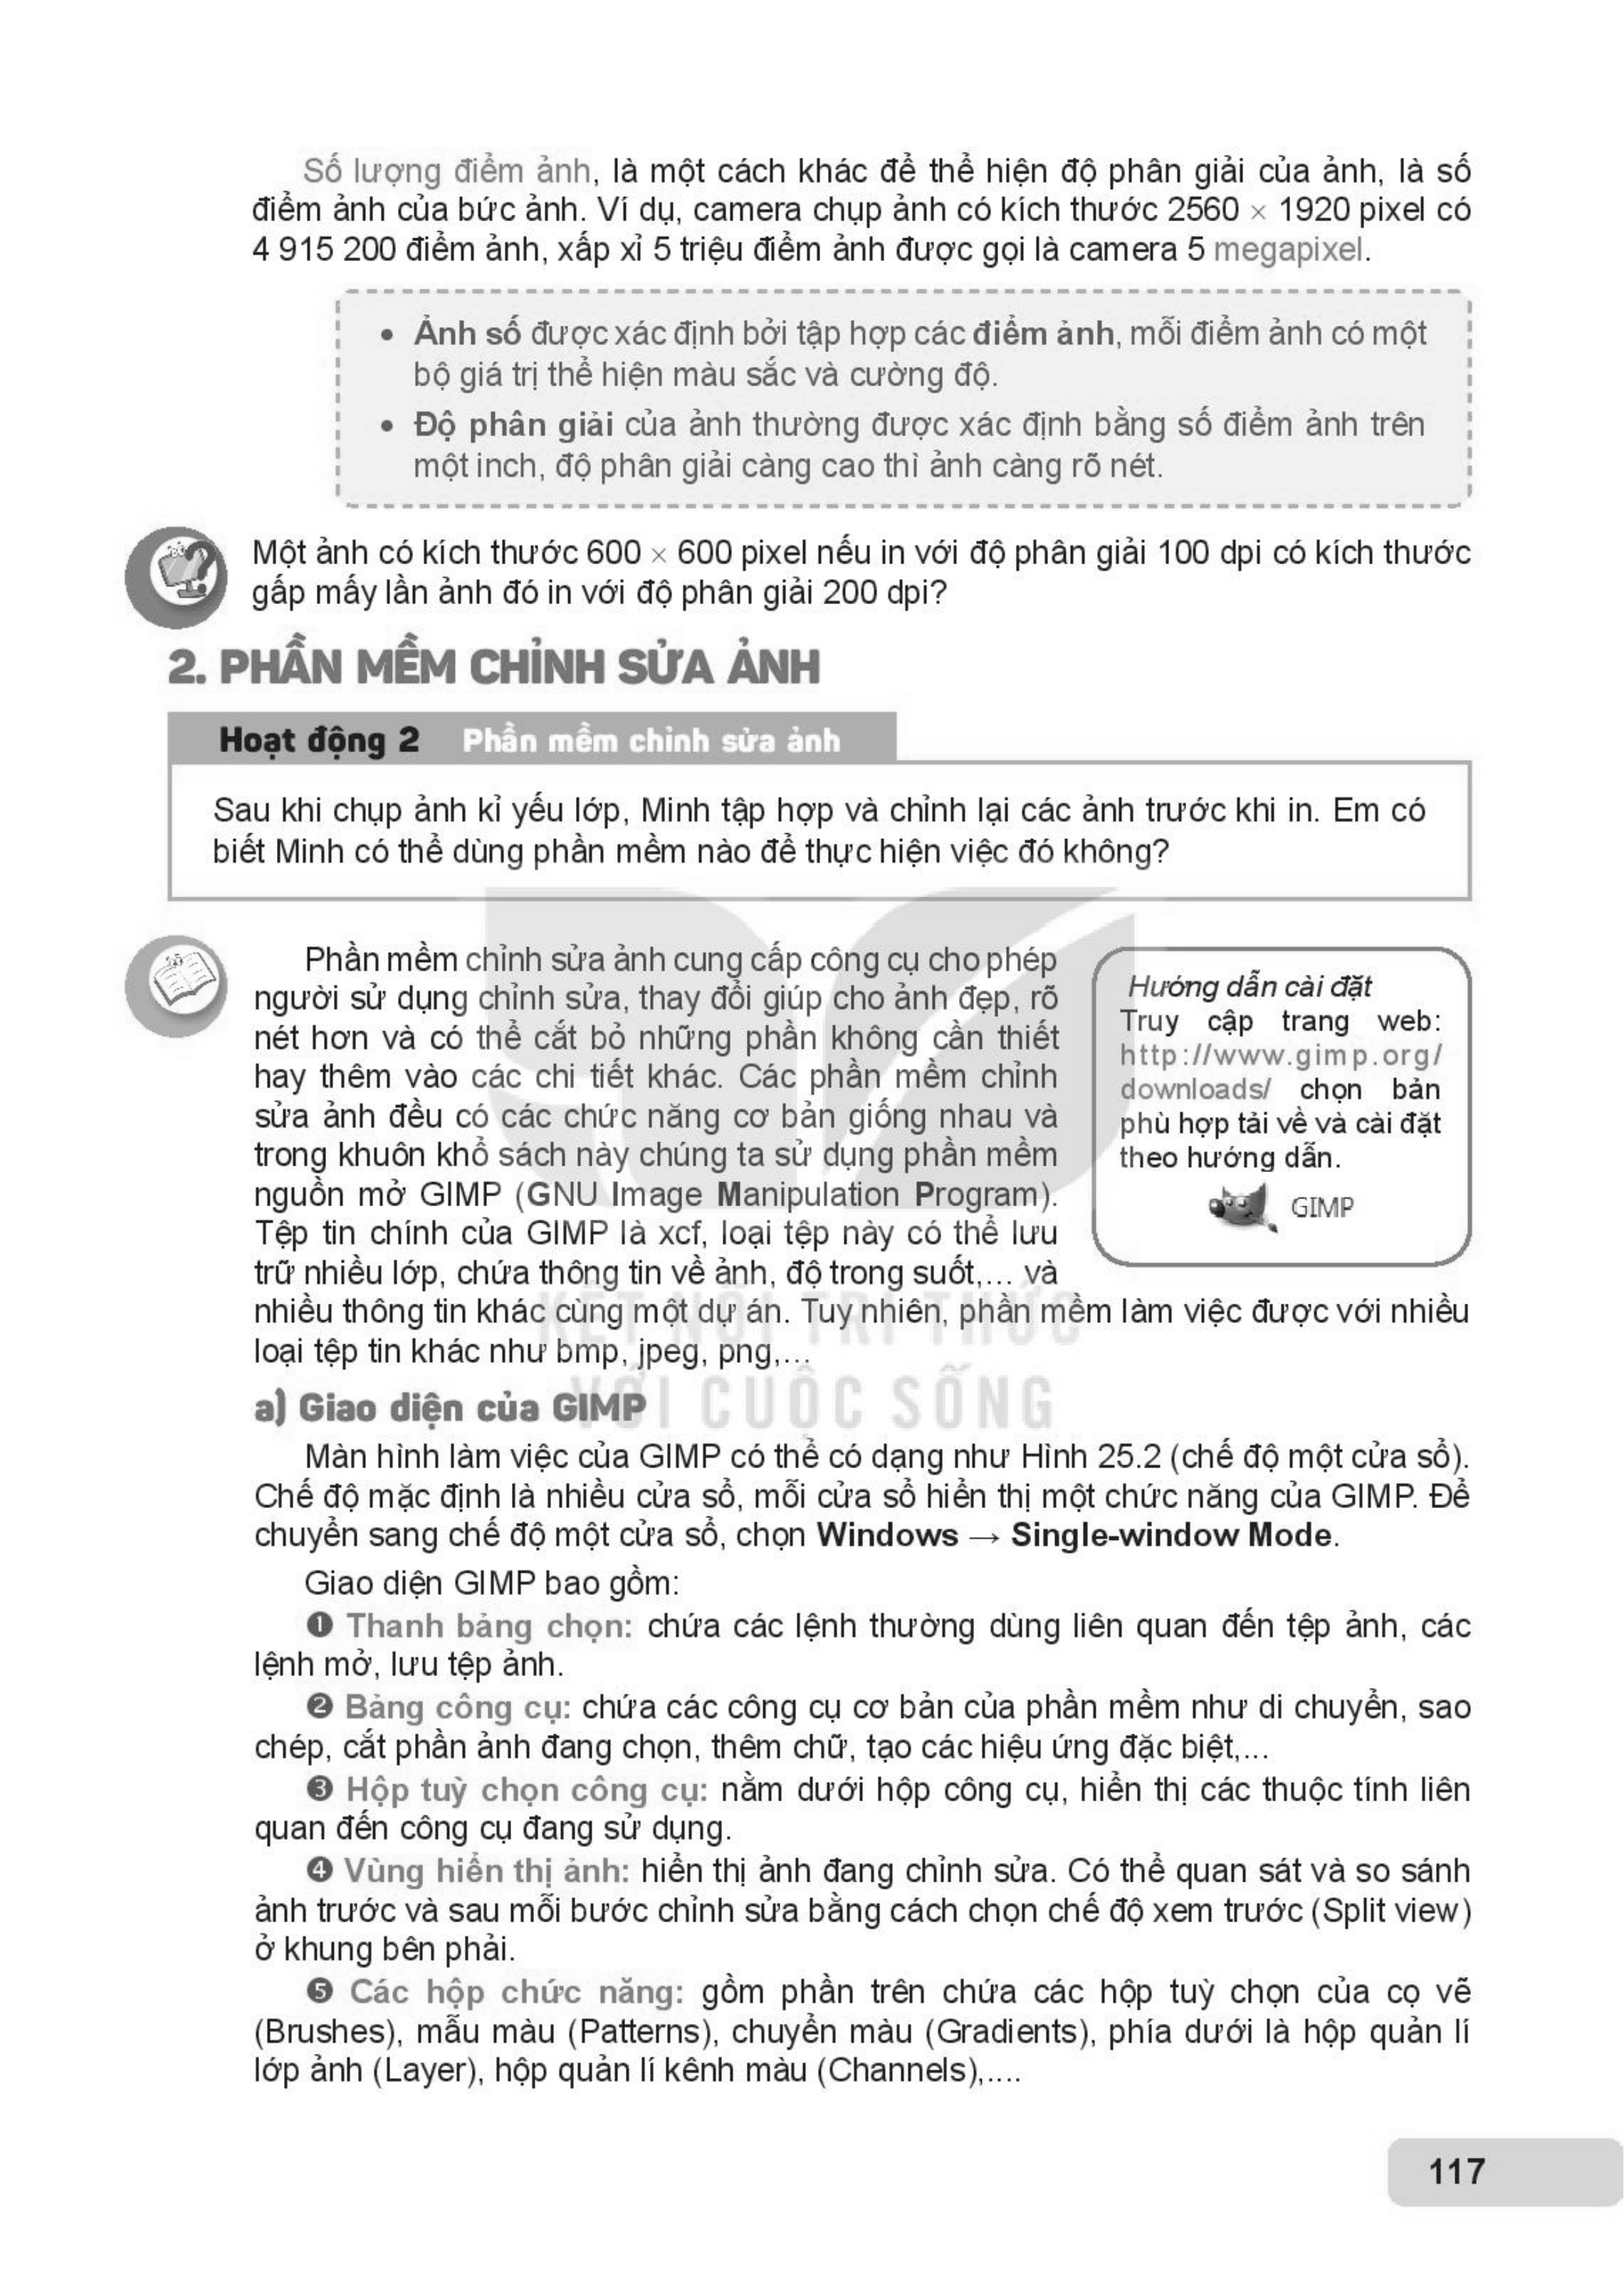 Số lượng điểm ảnh, là một cách khác để thể hiện độ phân giải của ảnh, là số
điểm ảnh của bức ảnh. Ví dụ, camera chụp ảnh có kích thước 2560 × 1920 pixel có
4 915 200 điểm ảnh, xấp xỉ 5 triệu điểm ảnh được gọi là camera 5 megapixel.
• Ảnh số được xác định bởi tập hợp các điểm ảnh, mỗi điểm ảnh có một
bộ giá trị thể hiện màu sắc và cường độ.
• Độ phân giải của ảnh thường được xác định bằng số điểm ảnh trên
một inch, độ phân giải càng cao thì ảnh càng rõ nét.
Một ảnh có kích thước 600 × 600 pixel nếu in với độ phân giải 100 dpi có kích thước
gấp mấy lần ảnh đó in với độ phân giải 200 dpi?
2. PHẦN MỀM CHỈNH SỬA ẢNH
Hoạt động 2 Phần mềm chỉnh sửa ảnh
Sau khi chụp ảnh kỉ yếu lớp, Minh tập hợp và chỉnh lại các ảnh trước khi in. Em có
biết Minh có thể dùng phần mềm nào để thực hiện việc đó không?
Phần mềm chỉnh sửa ảnh cung cấp công cụ cho phép
người sử dụng chỉnh sửa, thay đổi giúp cho ảnh đẹp, rõ
nét hơn và có thể cắt bỏ những phần không cần thiết
hay thêm vào các chi tiết khác. Các phần mềm chỉnh
sửa ảnh đều có các chức năng cơ bản giống nhau và
trong khuôn khổ sách này chúng ta sử dụng phần mềm
nguồn mở GIMP (GNU Image Manipulation Program).
Tệp tin chính của GIMP là xcf, loại tệp này có thể lưu
trữ nhiều lớp, chứa thông tin về ảnh, độ trong suốt,... và
nhiều thông tin khác cùng một dự án. Tuy nhiên, phần mềm làm việc được với nhiều
loại tệp tin khác như bmp, jpeg, png,...
Hướng dẫn cài đặt
Truy cập trang web:
http://www.gimp.org/
downloads/ chọn bản
phù hợp tải về và cài đặt
theo hướng dẫn.
GIMP
KẾT NỐI TRI THỨC
VỚI CUỘC SỐNG
a) Giao diện của GIMP
Màn hình làm việc của GIMP có thể có dạng như Hình 25.2 (chế độ một cửa sổ).
Chế độ mặc định là nhiều cửa sổ, mỗi cửa sổ hiển thị một chức năng của GIMP. Để
chuyển sang chế độ một cửa sổ, chọn Windows → Single-window Mode.
Giao diện GIMP bao gồm:
❶ Thanh bảng chọn: chứa các lệnh thường dùng liên quan đến tệp ảnh, các
lệnh mở, lưu tệp ảnh.
❷ Bảng công cụ: chứa các công cụ cơ bản của phần mềm như di chuyển, sao
chép, cắt phần ảnh đang chọn, thêm chữ, tạo các hiệu ứng đặc biệt,...
❸ Hộp tuỳ chọn công cụ: nằm dưới hộp công cụ, hiển thị các thuộc tính liên
quan đến công cụ đang sử dụng.
❹ Vùng hiển thị ảnh: hiển thị ảnh đang chỉnh sửa. Có thể quan sát và so sánh
ảnh trước và sau mỗi bước chỉnh sửa bằng cách chọn chế độ xem trước (Split view)
ở khung bên phải.
❺ Các hộp chức năng: gồm phần trên chứa các hộp tuỳ chọn của cọ vẽ
(Brushes), mẫu màu (Patterns), chuyển màu (Gradients), phía dưới là hộp quản lí
lớp ảnh (Layer), hộp quản lí kênh màu (Channels),....
117